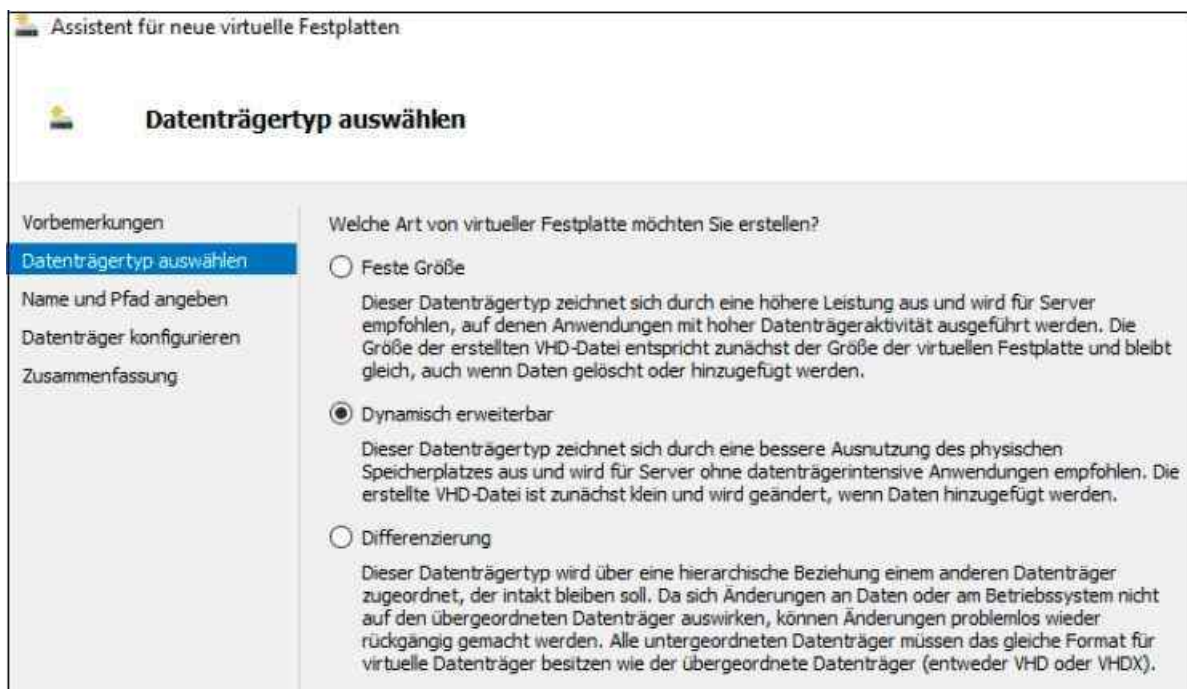 Assistent für neue virtuelle Festplatten
Datenträgertyp auswählen
Vorbemerkungen
Datenträgertyp auswählen
Name und Pfad angeben
Datenträger konfigurieren
Zusammenfassung
Welche Art von virtueller Festplatte möchten Sie erstellen?
Feste Größe
Dieser Datenträgertyp zeichnet sich durch eine höhere Leistung aus und wird für Server
empfohlen, auf denen Anwendungen mit hoher Datenträgeraktivität ausgeführt werden. Die
Größe der erstellten VHD-Datei entspricht zunächst der Größe der virtuellen Festplatte und bleibt
gleich, auch wenn Daten gelöscht oder hinzugefügt werden.
Dynamisch erweiterbar
Dieser Datenträgertyp zeichnet sich durch eine bessere Ausnutzung des physischen
Speicherplatzes aus und wird für Server ohne datenträgerintensive Anwendungen empfohlen. Die
erstellte VHD-Datei ist zunächst klein und wird geändert, wenn Daten hinzugefügt werden.
Differenzierung
Dieser Datenträgertyp wird über eine hierarchische Beziehung einem anderen Datenträger
zugeordnet, der intakt bleiben soll. Da sich Änderungen an Daten oder am Betriebssystem nicht
auf den übergeordneten Datenträger auswirken, können Änderungen problemlos wieder
rückgängig gemacht werden. Alle untergeordneten Datenträger müssen das gleiche Format für
virtuelle Datenträger besitzen wie der übergeordnete Datenträger (entweder VHD oder VHDX).